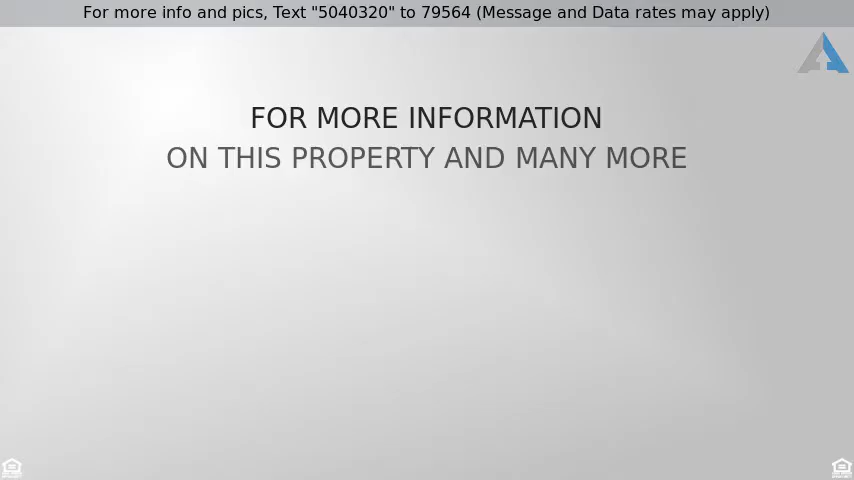 For more info and pics, Text "5040320" to 79564 (Message and Data rates may apply)
FOR MORE INFORMATION
ON THIS PROPERTY AND MANY MORE